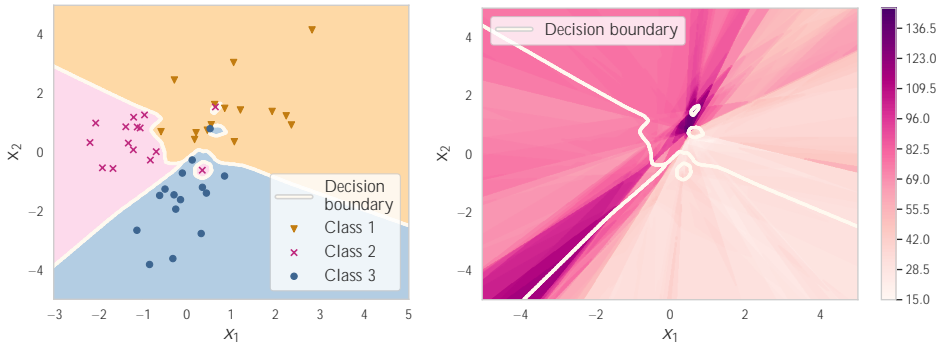 4
2
0
−2
−4
X₂
−3 −2 −1 0 1 2 3 4 5
X₁
Decision
boundary
Class 1
Class 2
Class 3
4
2
0
−2
−4
X₂
−4 −2 0 2 4
X₁
Decision boundary
136.5
123.0
109.5
96.0
82.5
69.0
55.5
42.0
28.5
15.0